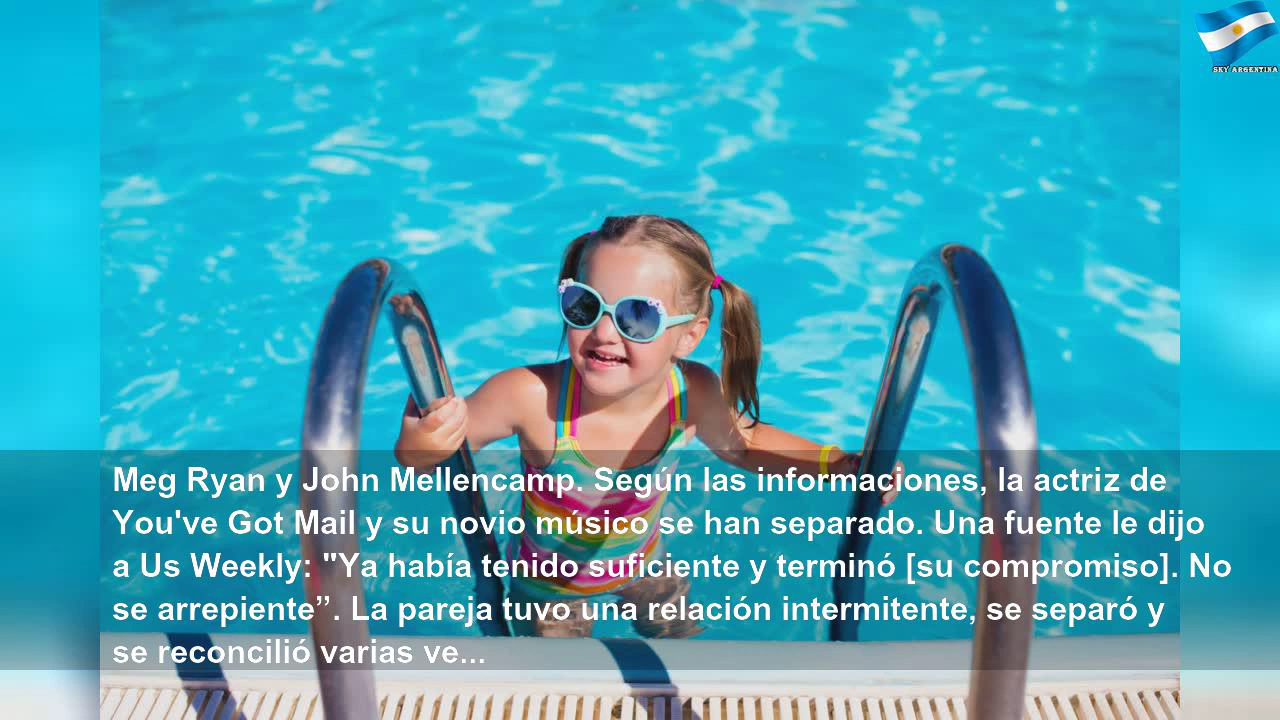 SKY ARGENTINA
Meg Ryan y John Mellencamp. Según las informaciones, la actriz de
You've Got Mail y su novio músico se han separado. Una fuente le dijo
a Us Weekly: "Ya había tenido suficiente y terminó [su compromiso]. No
se arrepiente”. La pareja tuvo una relación intermitente, se separó y
se reconcilió varias ve...